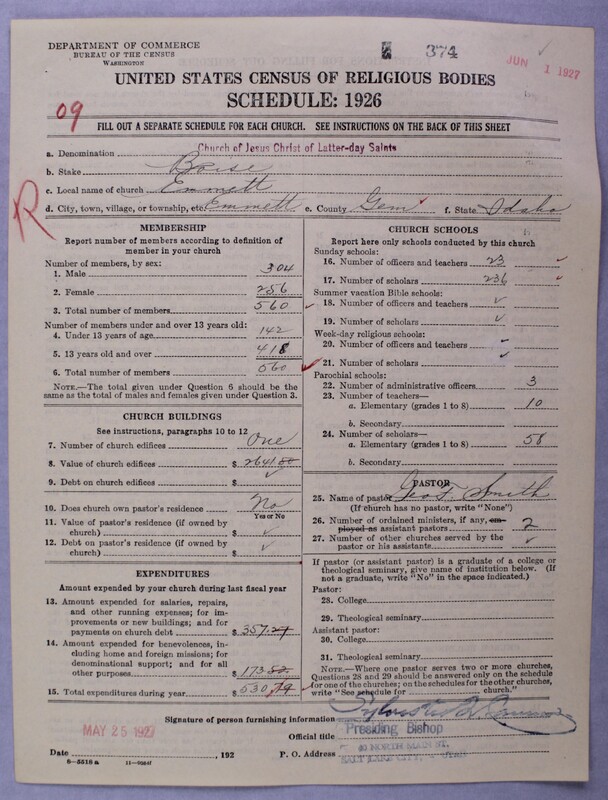 DEPARTMENT OF COMMERCE
BUREAU OF THE CENSUS
WASHINGTON
374
JUN 1 1927
UNITED STATES CENSUS OF RELIGIOUS BODIES
SCHEDULE: 1926
09
FILL OUT A SEPARATE SCHEDULE FOR EACH CHURCH. SEE INSTRUCTIONS ON THE BACK OF THIS SHEET
a. Denomination Church of Jesus Christ of Latter-day Saints
b. Stake Boise
c. Local name of church Emmett
R
d. City, town, village, or township, etc. Emmett e. County Gem f. State Idaho
MEMBERSHIP
Report number of members according to definition of
member in your church
Number of members, by sex:
1. Male 304
2. Female 256
3. Total number of members 560
Number of members under and over 13 years old:
4. Under 13 years of age 142
5. 13 years old and over 418
6. Total number of members 560
NOTE.—The total given under Question 6 should be
same as the total of males and females given under Question 3.
CHURCH BUILDINGS
See instructions, paragraphs 10 to 12
7. Number of church edifices One
8. Value of church edifices $
9. Debt on church edifices $ ✓
10. Does church own pastor's residence No
Yes or No
11. Value of pastor's residence (if owned by
church) $ ✓
12. Debt on pastor's residence (if owned by
church) $ ✓
EXPENDITURES
Amount expended by your church during last fiscal year
13. Amount expended for salaries, repairs,
and other running expenses; for im-
provements or new buildings; and for
payments on church debt $ 357.27
14. Amount expended for benevolences, in-
cluding home and foreign missions; for
denominational support; and for all
other purposes $ 173
15. Total expenditures during year $ 530.79
CHURCH SCHOOLS
Report here only schools conducted by this church
Sunday schools:
16. Number of officers and teachers 23 ✓
17. Number of scholars 236 ✓
Summer vacation Bible schools:
18. Number of officers and teachers ✓
19. Number of scholars ✓
Week-day religious schools:
20. Number of officers and teachers ✓
21. Number of scholars ✓
Parochial schools:
22. Number of administrative officers 3
23. Number of teachers—
a. Elementary (grades 1 to 8) 10
b. Secondary
24. Number of scholars—
a. Elementary (grades 1 to 8) 58
b. Secondary
PASTOR
25. Name of pastor Geo. F. Smith
(If church has no pastor, write "None")
26. Number of ordained ministers, if any, em-
ployed as assistant pastors 2
27. Number of other churches served by the
pastor or his assistants ✓
If pastor (or assistant pastor) is a graduate of a college or
theological seminary, give name of institution below. (If
not a graduate, write "No" in the space indicated.)
Pastor:
28. College
29. Theological seminary
Assistant pastor:
30. College
31. Theological seminary
NOTE.—Where one pastor serves two or more churches,
Questions 28 and 29 should be answered only on the schedule
for one of the churches; on the schedules for the other churches,
write "See schedule for church."
Signature of person furnishing information Sylvester Q. Cannon
Official title Presiding Bishop
MAY 25 1927
Date , 192 P. O. Address 40 NORTH MAIN ST.
SALT LAKE CITY, UTAH
8—5518 a